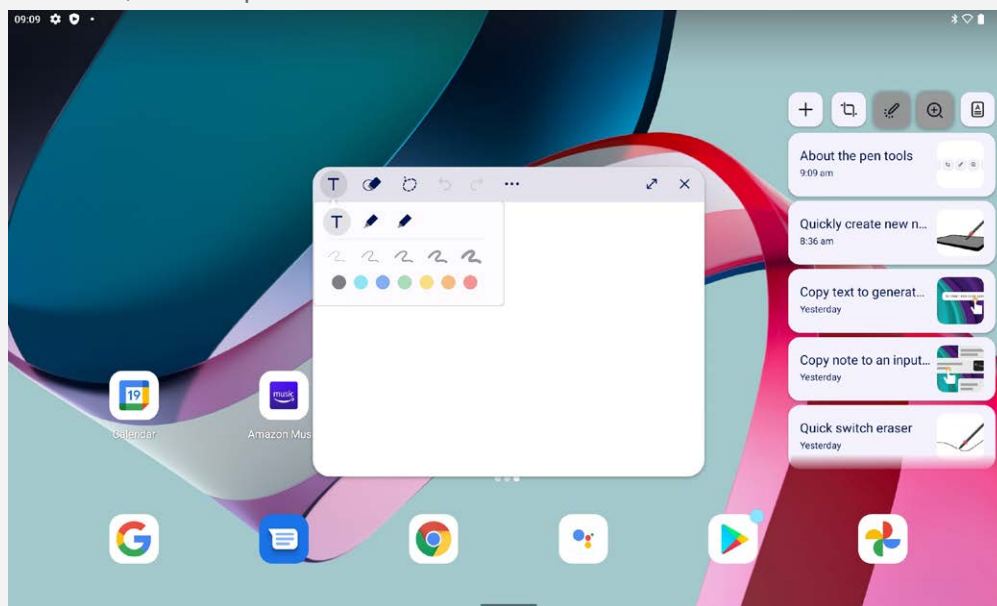 09:09
About the pen tools
9:09 am
T
Quickly create new n...
8:36 am
T
Copy text to generat...
Yesterday
Copy note to an input...
Yesterday
19
music
Calendar
Amazon Mus
Quick switch eraser
Yesterday